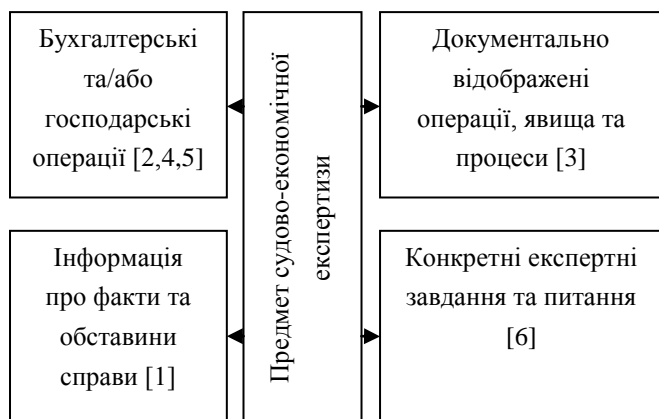 Бухгалтерські
та/або
господарські
операції [2,4,5]
Інформація
про факти та
обставини
справи [1]
Предмет судово-економічної
експертизи
Документально
відображені
операції, явища та
процеси [3]
Конкретні експертні
завдання та питання
[6]